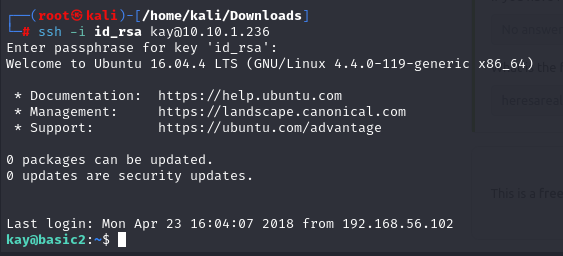 ┌──(root㉿kali)-[/home/kali/Downloads]
└─# ssh -i id_rsa kay@10.10.1.236
Enter passphrase for key 'id_rsa':
Welcome to Ubuntu 16.04.4 LTS (GNU/Linux 4.4.0-119-generic x86_64)
* Documentation:  https://help.ubuntu.com
* Management:     https://landscape.canonical.com
* Support:        https://ubuntu.com/advantage
0 packages can be updated.
0 updates are security updates.
Last login: Mon Apr 23 16:04:07 2018 from 192.168.56.102
kay@basic2:~$
This is a free